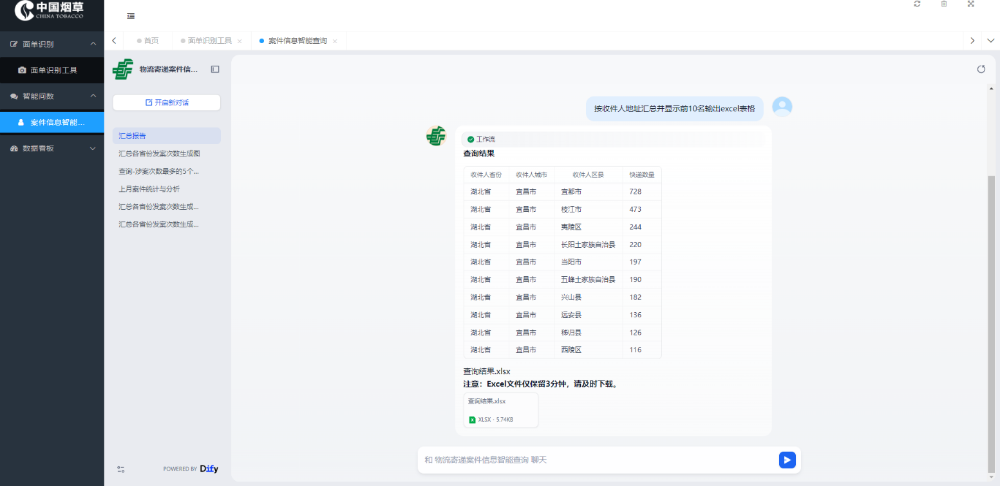 中国烟草
CHINA TOBACCO
面单识别
面单识别工具
智能问数
案件信息智能...
数据看板
首页
面单识别工具
案件信息智能查询
物流寄递案件信...
开启新对话
汇总报告
汇总各省份发案次数生成图
查询-涉案次数最多的5个...
上月案件统计与分析
汇总各省份发案次数生成...
汇总各省份发案次数生成...
POWERED BY Dify
按收件人地址汇总并显示前10名输出excel表格
工作流
查询结果
收件人省份 收件人城市 收件人区县 快递数量
湖北省 宜昌市 宜都市 728
湖北省 宜昌市 枝江市 473
湖北省 宜昌市 夷陵区 244
湖北省 宜昌市 长阳土家族自治县 220
湖北省 宜昌市 当阳市 197
湖北省 宜昌市 五峰土家族自治县 190
湖北省 宜昌市 兴山县 182
湖北省 宜昌市 远安县 136
湖北省 宜昌市 秭归县 126
湖北省 宜昌市 西陵区 116
查询结果.xlsx
注意：Excel文件仅保留3分钟，请及时下载。
查询结果.xlsx
XLSX · 5.74KB
和 物流寄递案件信息智能查询 聊天